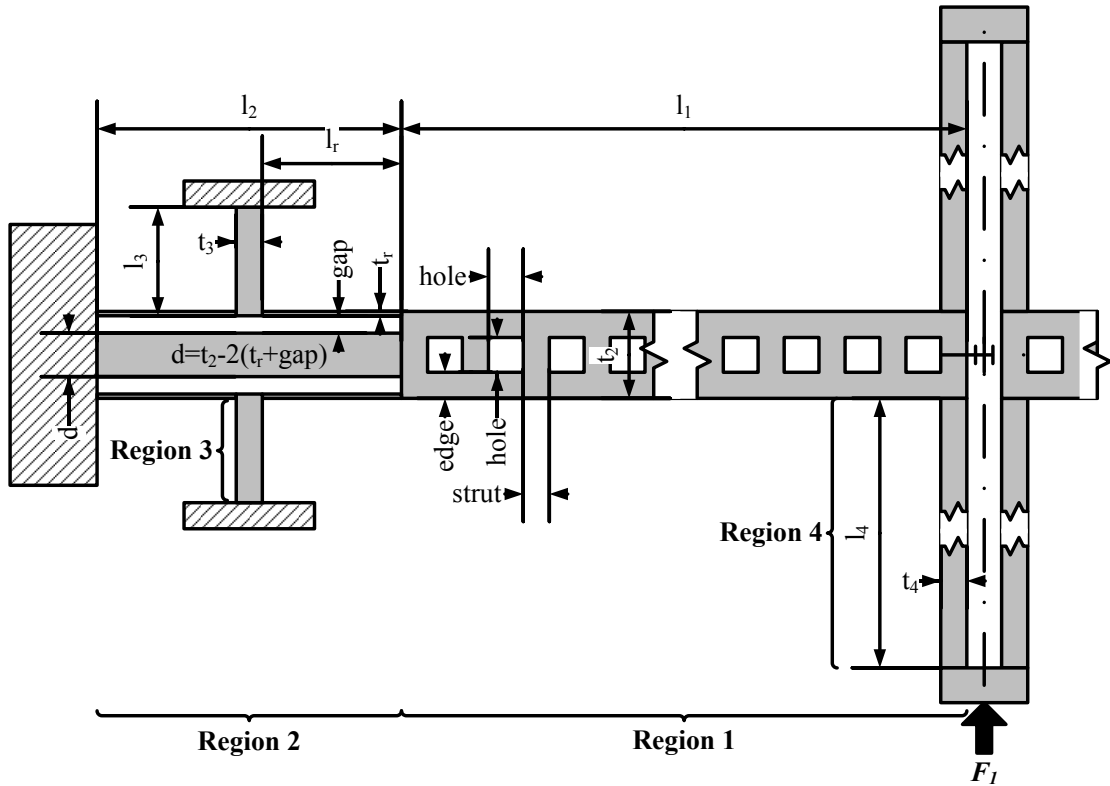 l₂
l₁
lᵣ
t₃
l₃
gap
tᵣ
hole
d=t₂-2(tᵣ+gap)
t₂
d
Region 3
edge
hole
strut
Region 4
l₄
t₄
Region 2
Region 1
F₁